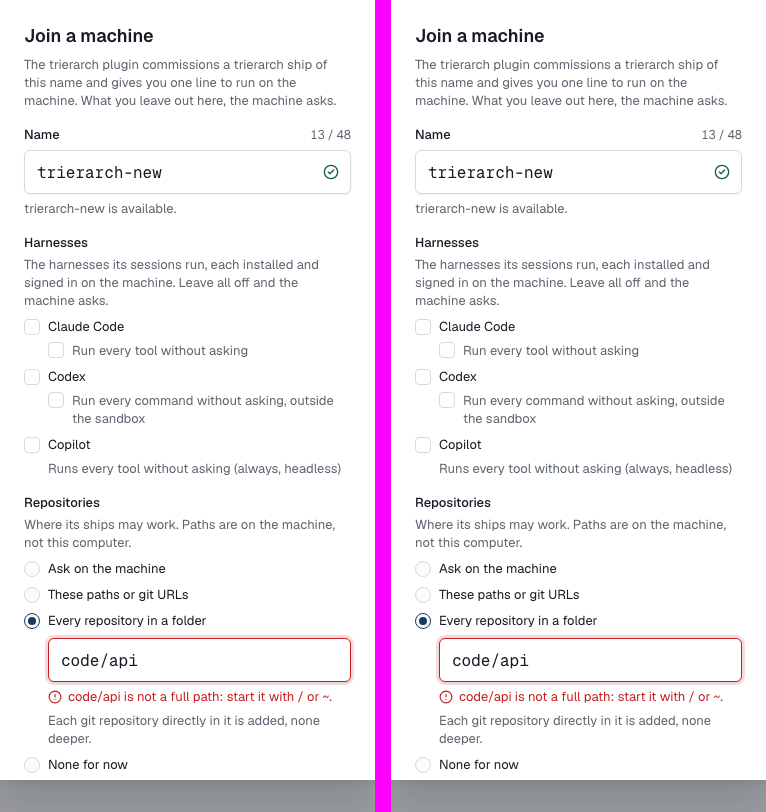 Join a machine
The trierarch plugin commissions a trierarch ship of
this name and gives you one line to run on the
machine. What you leave out here, the machine asks.
Name 13 / 48
trierarch-new
trierarch-new is available.
Harnesses
The harnesses its sessions run, each installed and
signed in on the machine. Leave all off and the
machine asks.
Claude Code
Run every tool without asking
Codex
Run every command without asking, outside
the sandbox
Copilot
Runs every tool without asking (always, headless)
Repositories
Where its ships may work. Paths are on the machine,
not this computer.
Ask on the machine
These paths or git URLs
Every repository in a folder
code/api
code/api is not a full path: start it with / or ~.
Each git repository directly in it is added, none
deeper.
None for now
Join a machine
The trierarch plugin commissions a trierarch ship of
this name and gives you one line to run on the
machine. What you leave out here, the machine asks.
Name 13 / 48
trierarch-new
trierarch-new is available.
Harnesses
The harnesses its sessions run, each installed and
signed in on the machine. Leave all off and the
machine asks.
Claude Code
Run every tool without asking
Codex
Run every command without asking, outside
the sandbox
Copilot
Runs every tool without asking (always, headless)
Repositories
Where its ships may work. Paths are on the machine,
not this computer.
Ask on the machine
These paths or git URLs
Every repository in a folder
code/api
code/api is not a full path: start it with / or ~.
Each git repository directly in it is added, none
deeper.
None for now